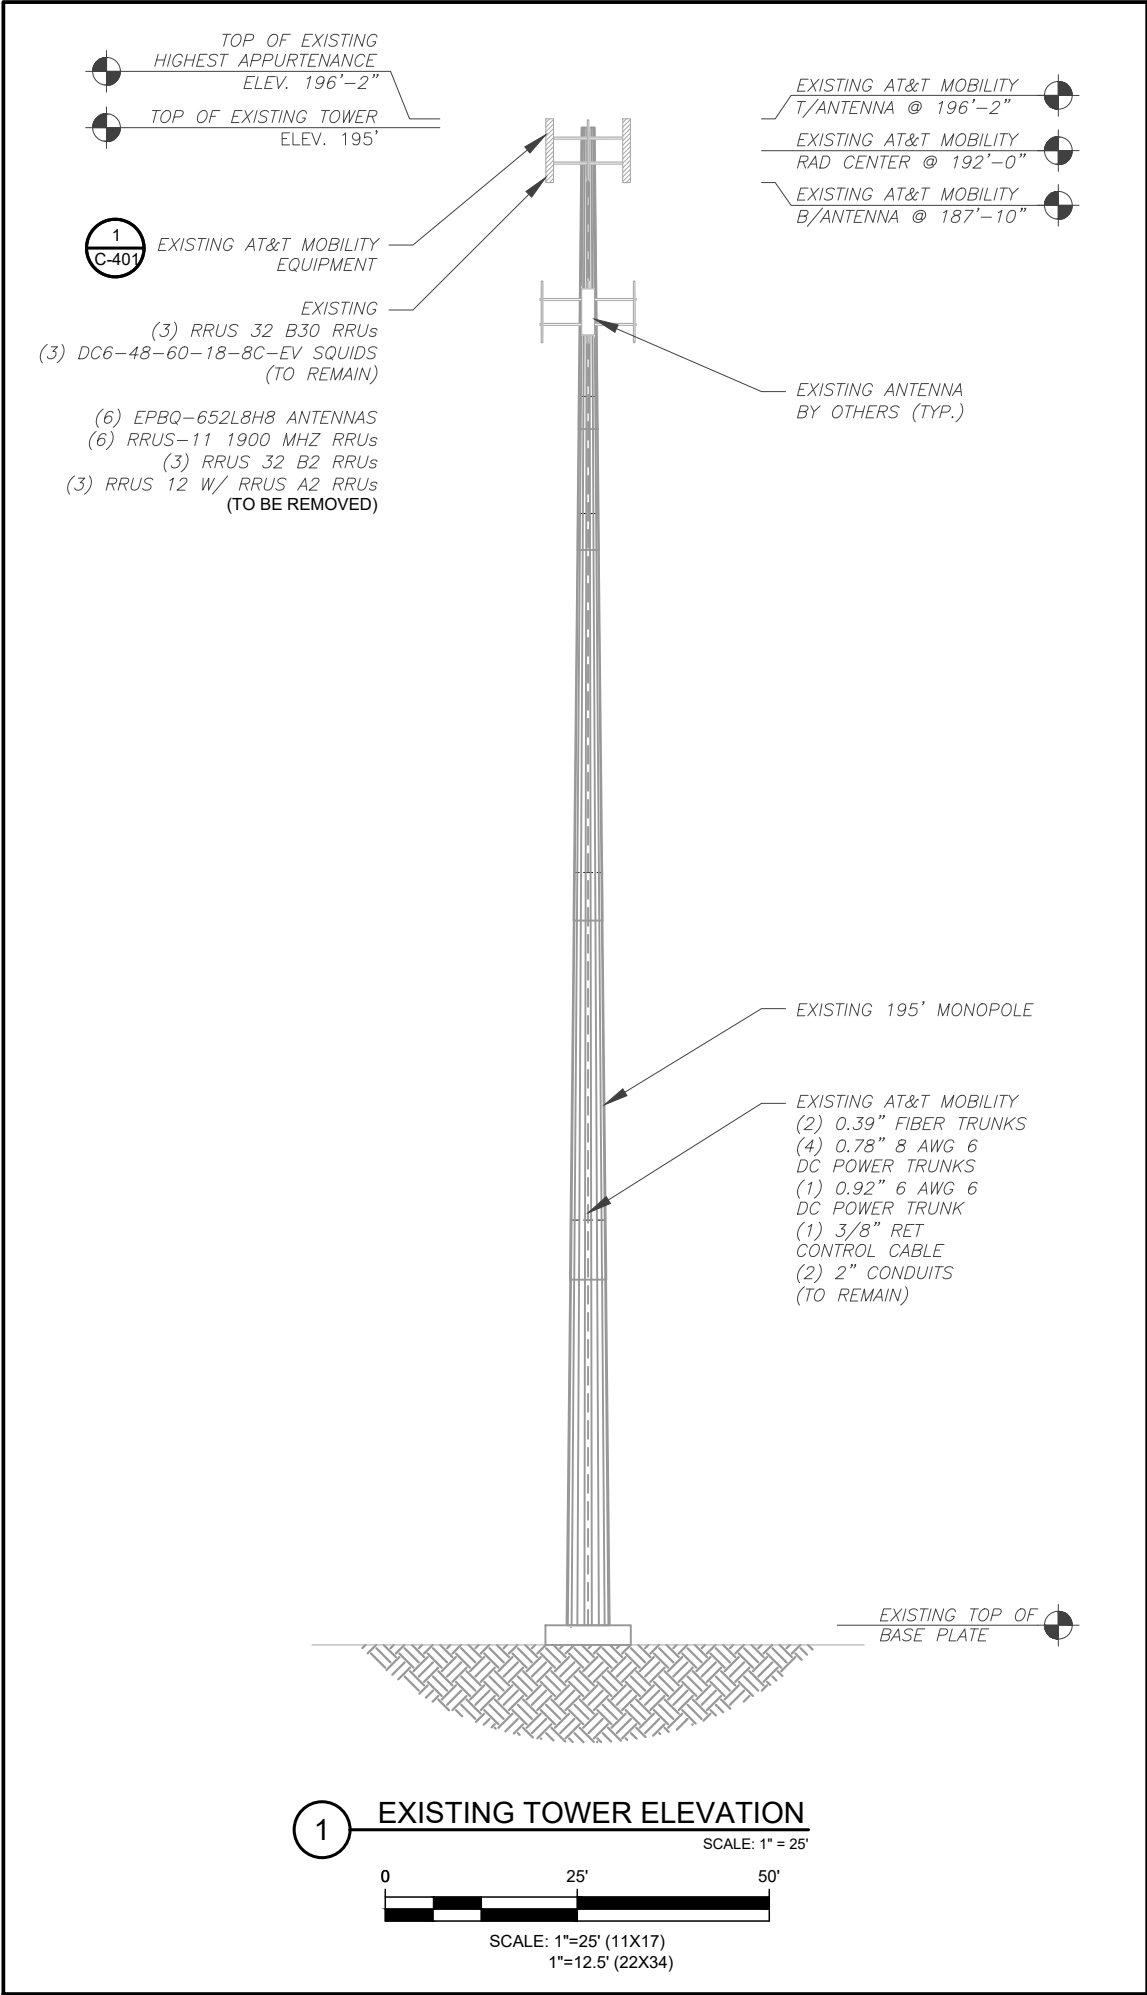 TOP OF EXISTING
HIGHEST APPURTENANCE
ELEV. 196'-2"
TOP OF EXISTING TOWER
ELEV. 195'
1
C-401
EXISTING AT&T MOBILITY
EQUIPMENT
EXISTING
(3) RRUS 32 B30 RRUs
(3) DC6-48-60-18-8C-EV SQUIDS
(TO REMAIN)
(6) EPBQ-652L8H8 ANTENNAS
(6) RRUS-11 1900 MHZ RRUs
(3) RRUS 32 B2 RRUs
(3) RRUS 12 W/ RRUS A2 RRUs
(TO BE REMOVED)
EXISTING AT&T MOBILITY
T/ANTENNA @ 196'-2"
EXISTING AT&T MOBILITY
RAD CENTER @ 192'-0"
EXISTING AT&T MOBILITY
B/ANTENNA @ 187'-10"
EXISTING ANTENNA
BY OTHERS (TYP.)
EXISTING 195' MONOPOLE
EXISTING AT&T MOBILITY
(2) 0.39" FIBER TRUNKS
(4) 0.78" 8 AWG 6
DC POWER TRUNKS
(1) 0.92" 6 AWG 6
DC POWER TRUNK
(1) 3/8" RET
CONTROL CABLE
(2) 2" CONDUITS
(TO REMAIN)
EXISTING TOP OF
BASE PLATE
1
EXISTING TOWER ELEVATION
SCALE: 1" = 25'
0 25' 50'
SCALE: 1"=25' (11X17)
1"=12.5' (22X34)